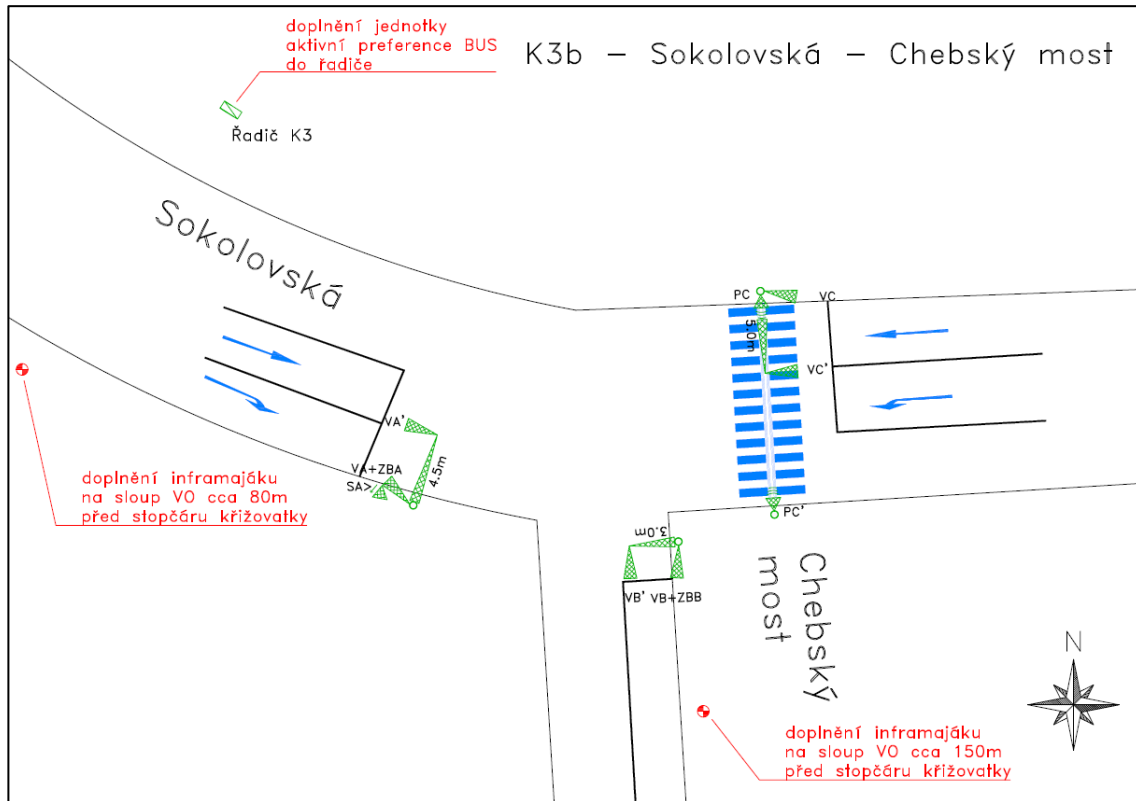 doplnění jednotky
aktivní preference BUS
do řadiče
K3b – Sokolovská – Chebský most
Řadič K3
Sokolovská
PC
VC
5.0m
VC'
VA'
4.5m
VA+ZBA
SA>
PC'
doplnění inframajáku
na sloup VO cca 80m
před stopčáru křižovatky
3.0m
VB' VB+ZBB
Chebský
most
N
doplnění inframajáku
na sloup VO cca 150m
před stopčáru křižovatky